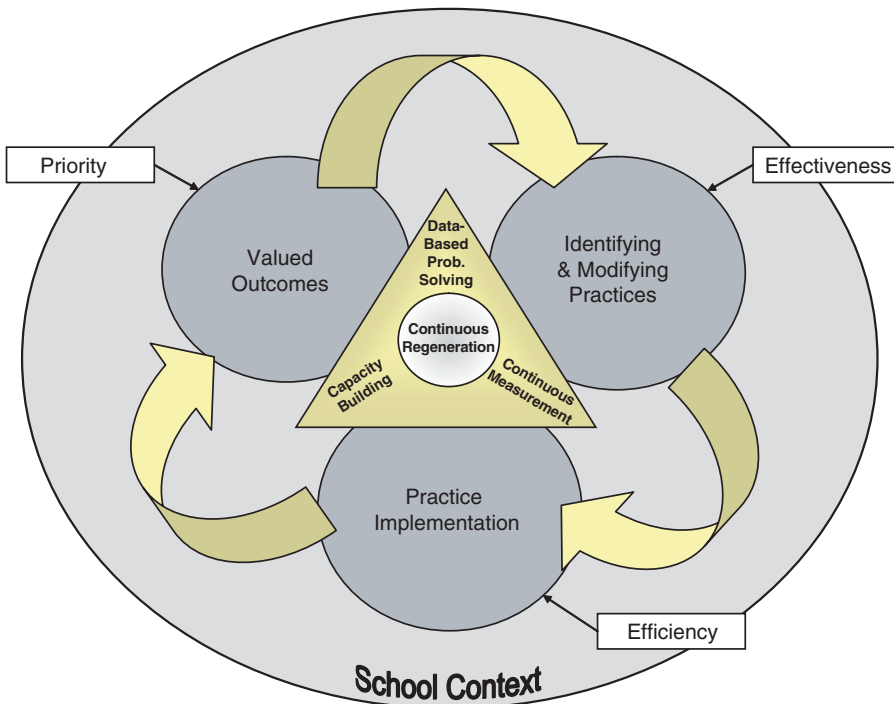 Priority
Effectiveness
Valued
Outcomes
Identifying
& Modifying
Practices
Data-
Based
Prob.
Solving
Continuous
Regeneration
Capacity
Building
Continuous
Measurement
Practice
Implementation
Efficiency
School Context